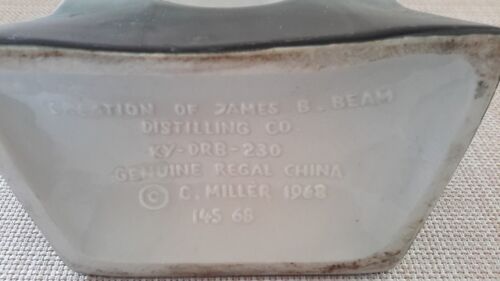 CREATION OF JAMES B. BEAM
DISTILLING CO.
KY-DRB-230
GENUINE REGAL CHINA
© C. MILLER 1968
145 68